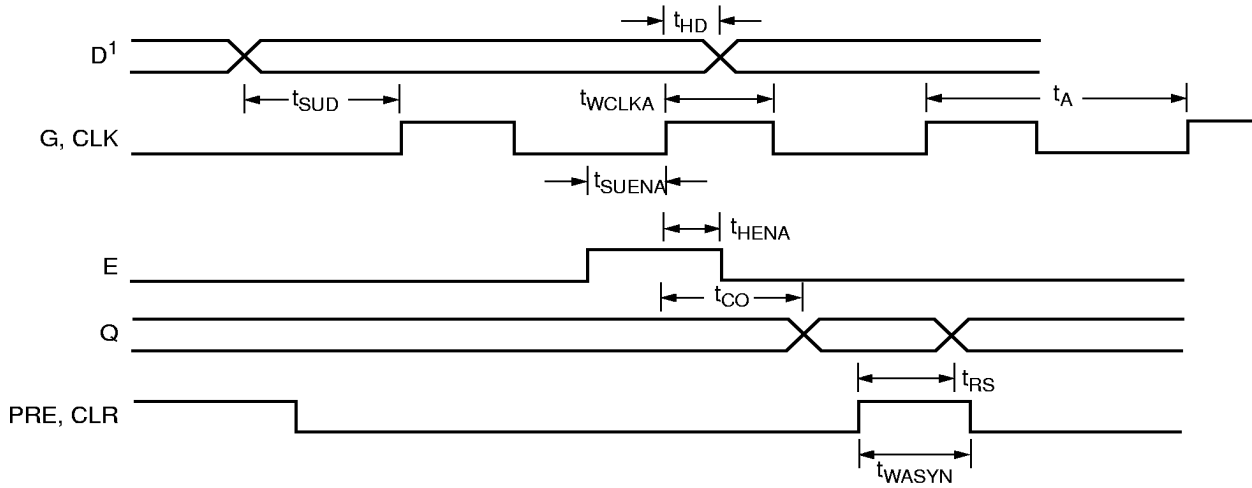 tHD
D1
tSUD
tWCLKA
tA
G, CLK
tSUENA
tHENA
E
tCO
Q
tRS
PRE, CLR
tWASYN